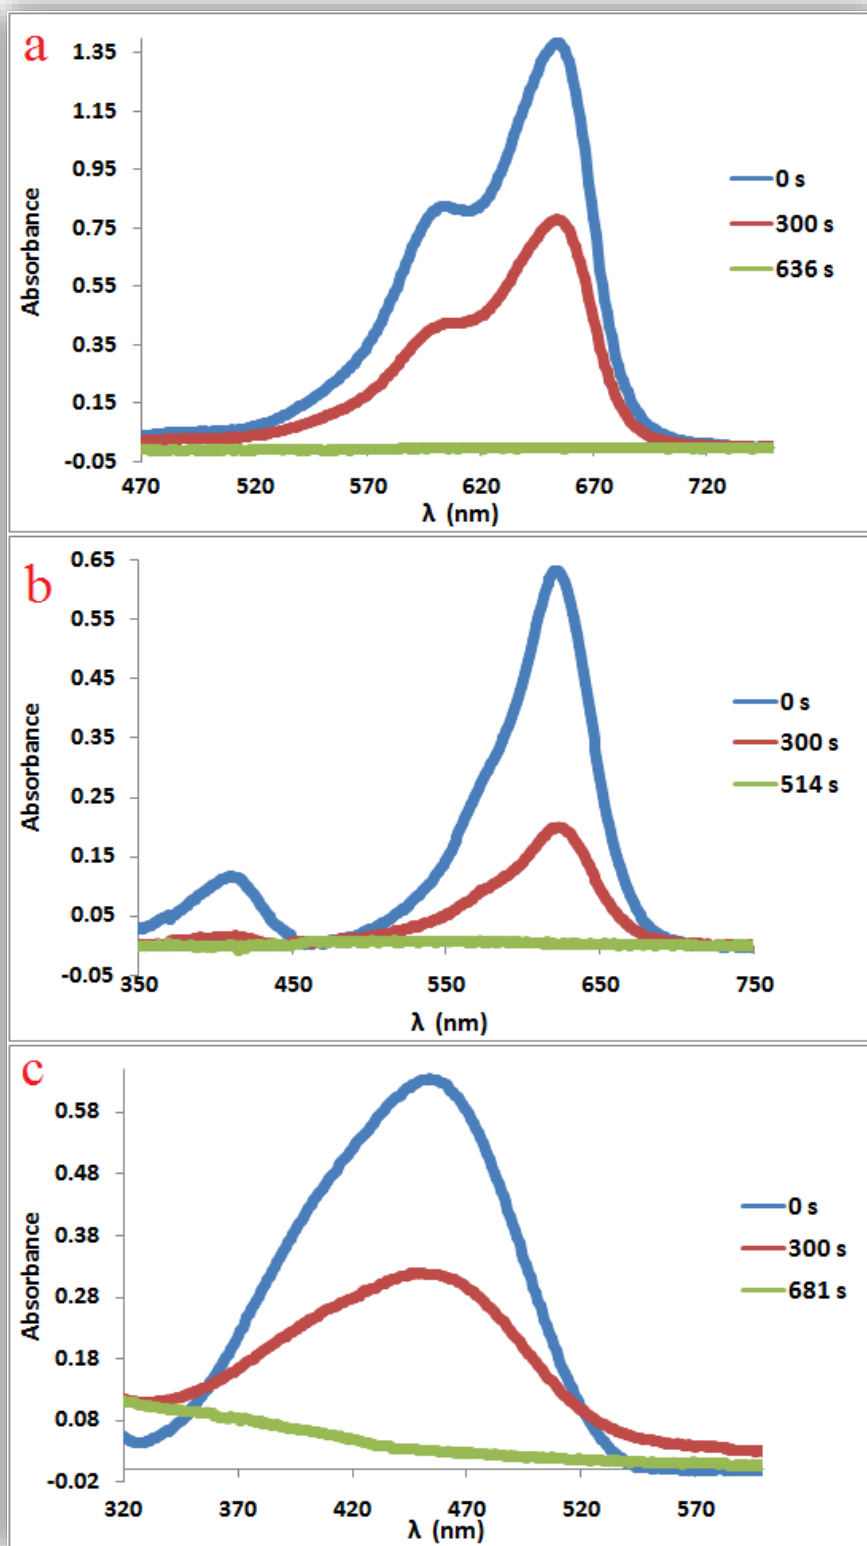 a
1.35
1.15
0.95
0.75
0.55
0.35
0.15
-0.05
Absorbance
470 520 570 620 670 720
λ (nm)
0 s
300 s
636 s
b
0.65
0.55
0.45
0.35
0.25
0.15
0.05
-0.05
Absorbance
350 450 550 650 750
λ (nm)
0 s
300 s
514 s
c
0.58
0.48
0.38
0.28
0.18
0.08
-0.02
Absorbance
320 370 420 470 520 570
λ (nm)
0 s
300 s
681 s